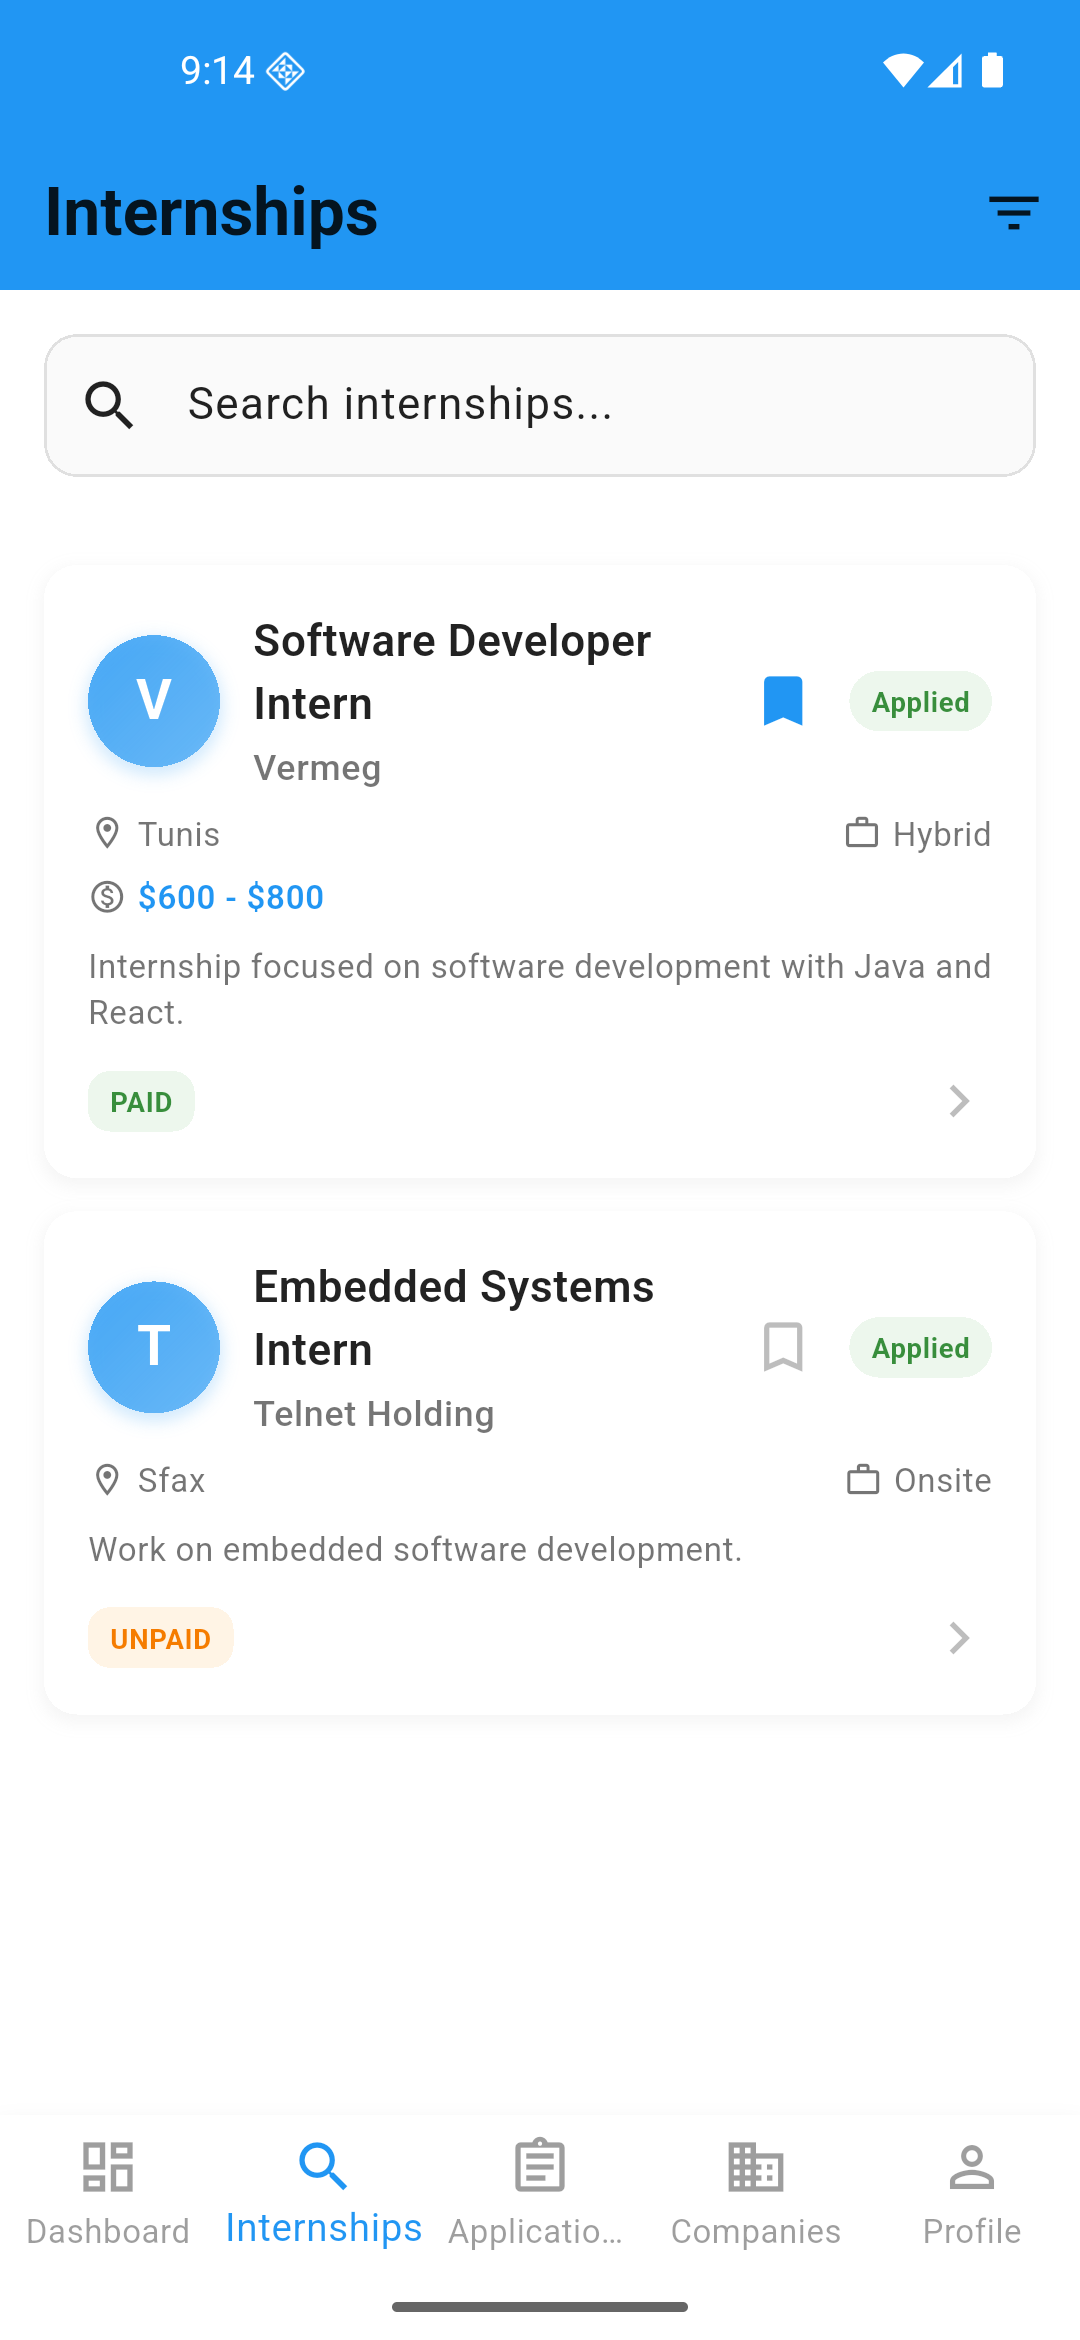 9:14
Internships
Search internships...
V
Software Developer
Intern
Vermeg
Applied
Tunis
Hybrid
$600 - $800
Internship focused on software development with Java and
React.
PAID
T
Embedded Systems
Intern
Telnet Holding
Applied
Sfax
Onsite
Work on embedded software development.
UNPAID
Dashboard
Internships
Applicatio...
Companies
Profile